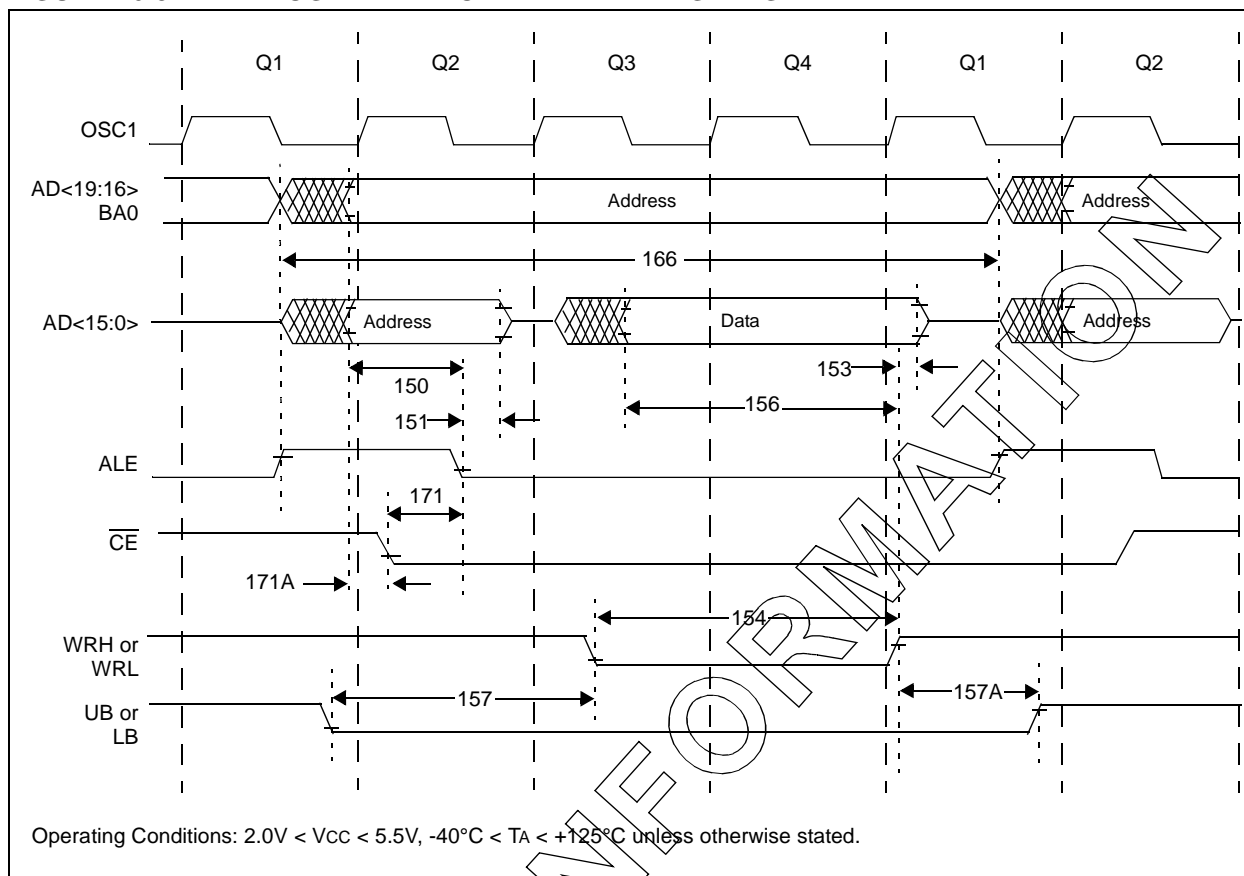 Q1 Q2 Q3 Q4 Q1 Q2
OSC1
AD<19:16>
BA0
Address
Address
166
AD<15:0>
Address
Data
Address
150
153
151
156
ALE
171
CE
171A
154
WRH or
WRL
157
157A
UB or
LB
Operating Conditions: 2.0V < VCC < 5.5V, -40°C < TA < +125°C unless otherwise stated.
NFORMATION